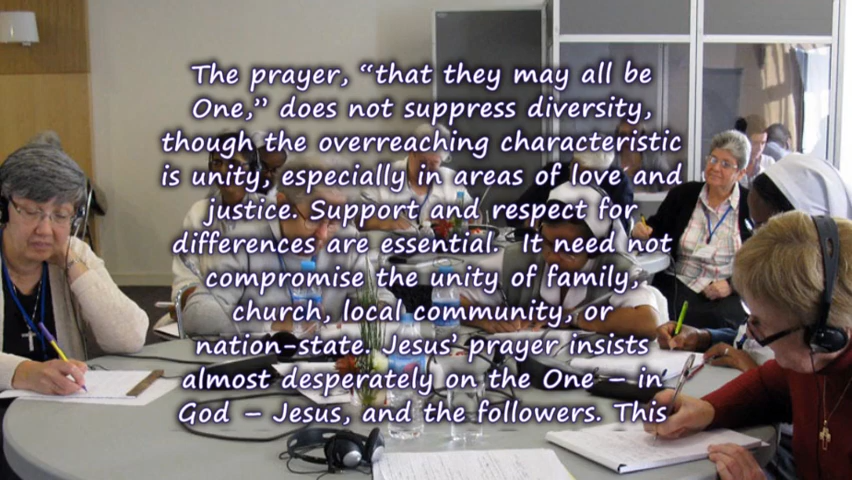 The prayer, “that they may all be
One,” does not suppress diversity,
though the overreaching characteristic
is unity, especially in areas of love and
justice. Support and respect for
differences are essential.  It need not
compromise the unity of family,
church, local community, or
nation-state. Jesus’ prayer insists
almost desperately on the One – in
God – Jesus, and the followers. This